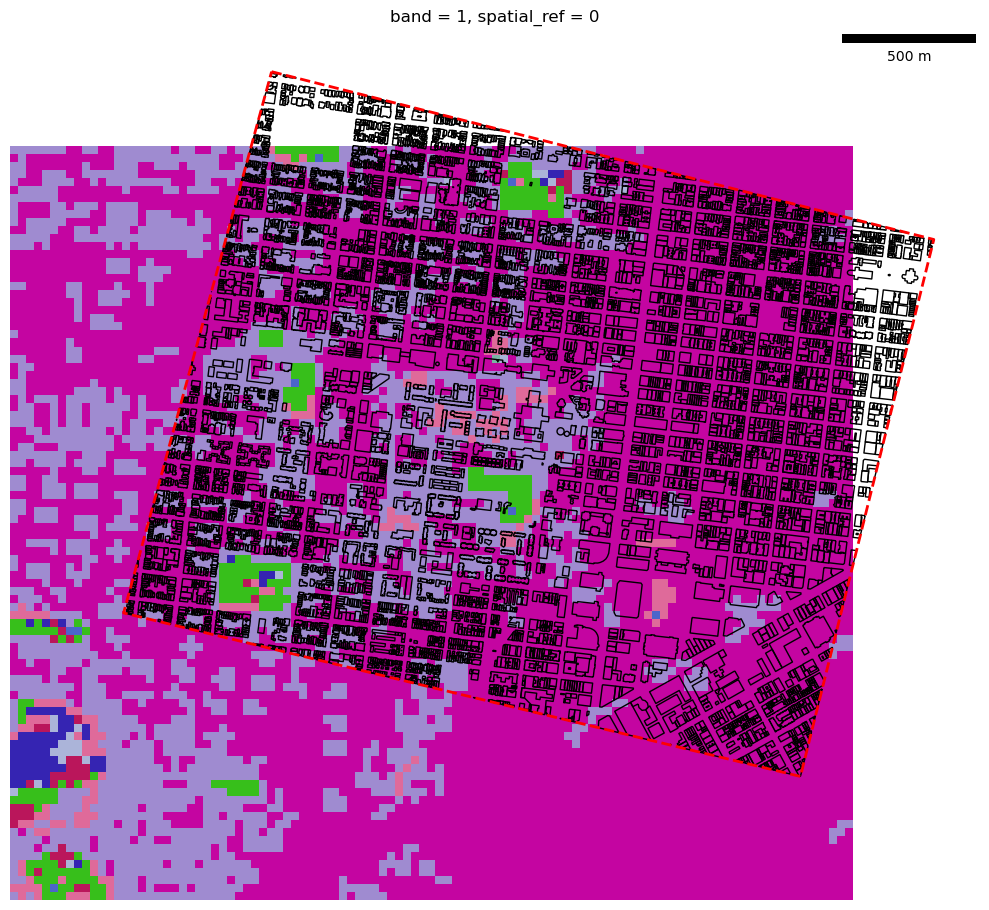 band = 1, spatial_ref = 0
500 m